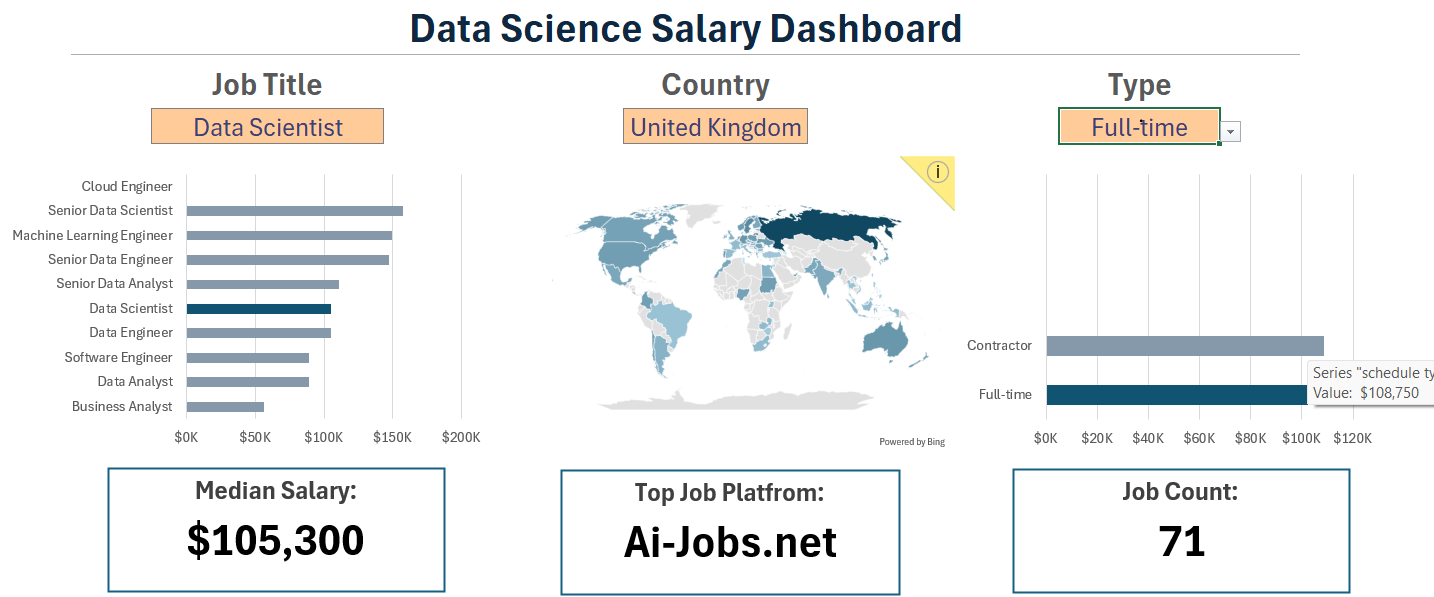 Data Science Salary Dashboard
Job Title
Data Scientist
Country
United Kingdom
Type
Full-time
Cloud Engineer
Senior Data Scientist
Machine Learning Engineer
Senior Data Engineer
Senior Data Analyst
Data Scientist
Data Engineer
Software Engineer
Data Analyst
Business Analyst
$0K $50K $100K $150K $200K
i
Powered by Bing
Contractor
Full-time
Series "schedule ty
Value: $108,750
$0K $20K $40K $60K $80K $100K $120K
Median Salary:
$105,300
Top Job Platfrom:
Ai-Jobs.net
Job Count:
71